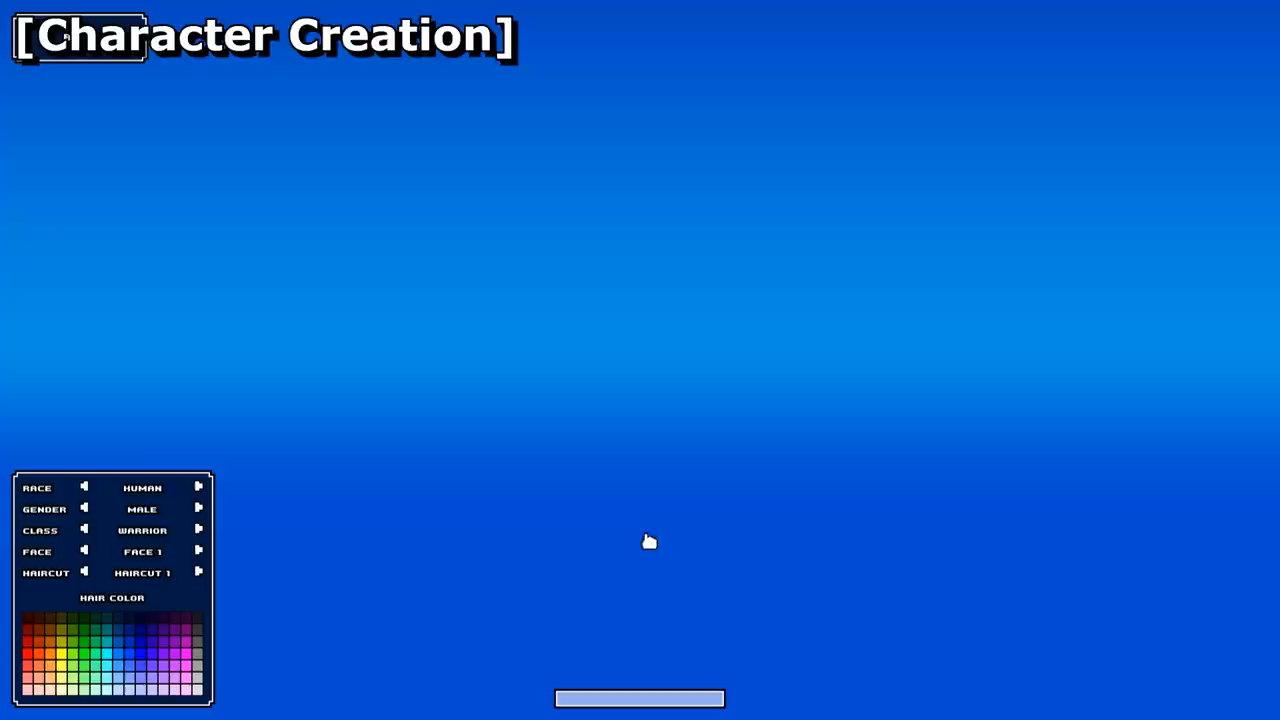 [Character Creation]
RACE HUMAN
GENDER MALE
CLASS WARRIOR
FACE FACE 1
HAIRCUT HAIRCUT 1
HAIR COLOR